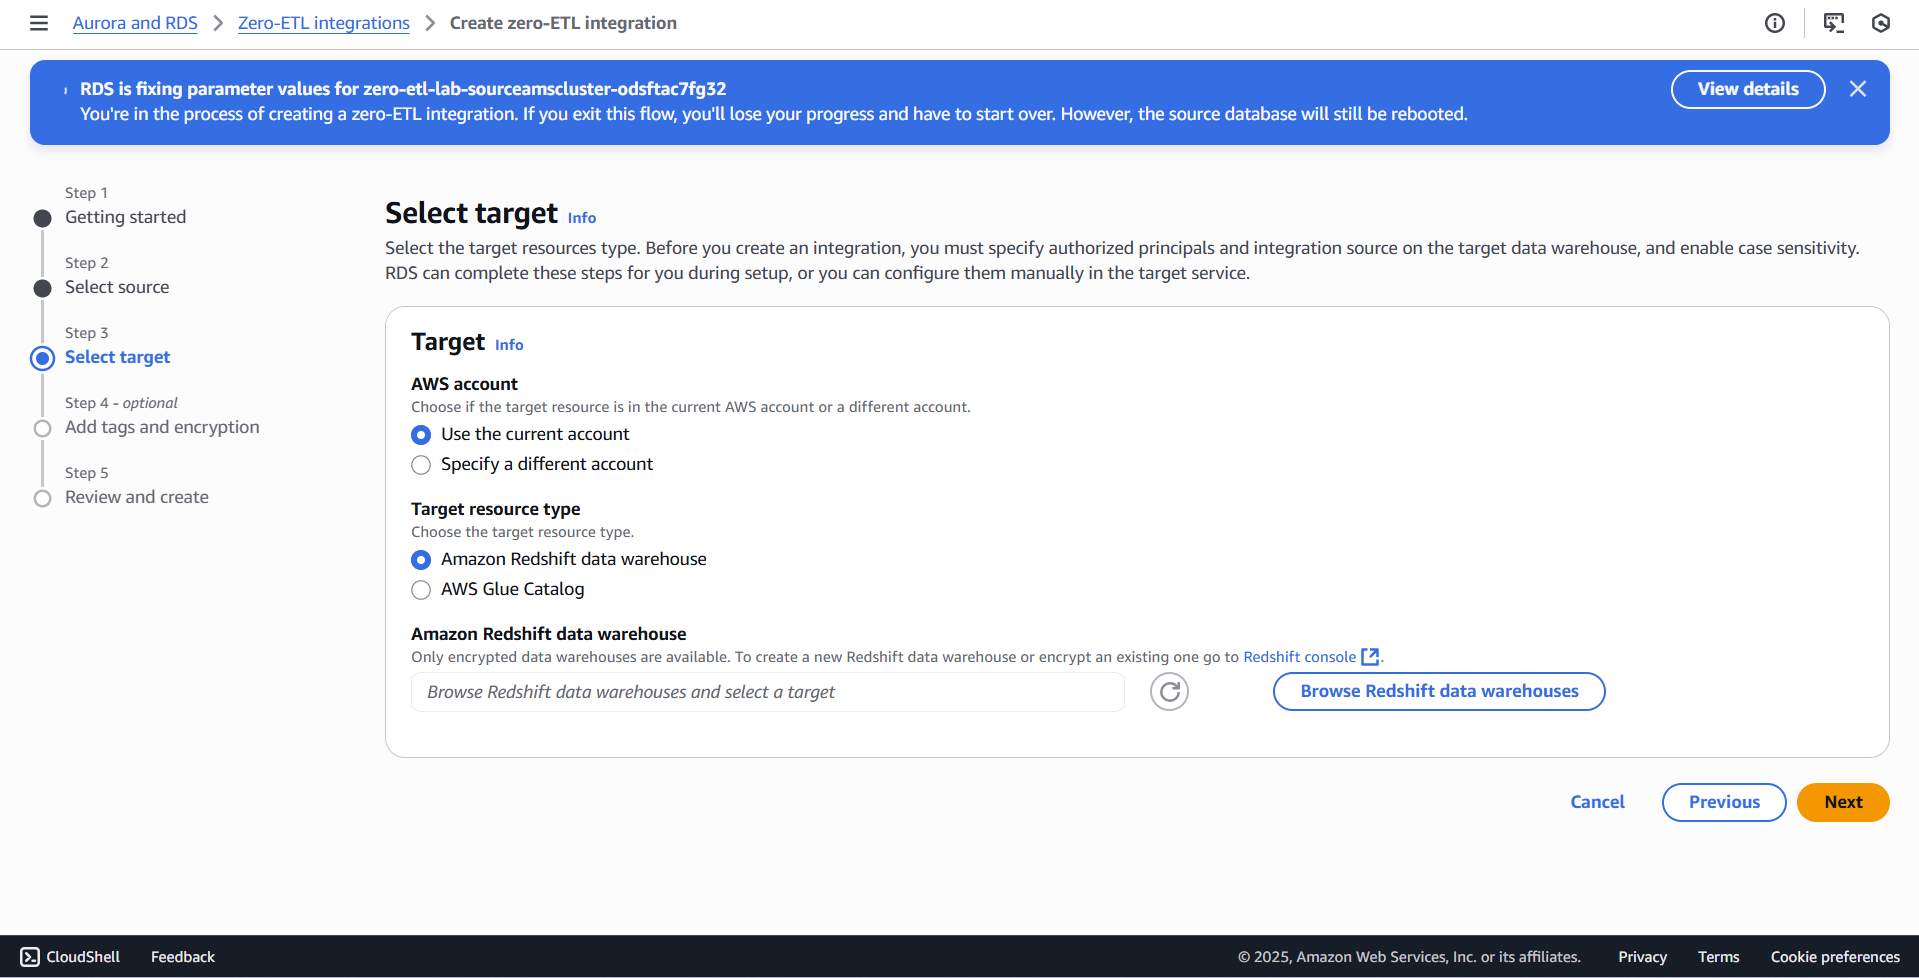 Aurora and RDS > Zero-ETL integrations > Create zero-ETL integration
RDS is fixing parameter values for zero-etl-lab-sourceamscluster-odsftac7fg32
You're in the process of creating a zero-ETL integration. If you exit this flow, you'll lose your progress and have to start over. However, the source database will still be rebooted.
View details
Step 1
Getting started
Step 2
Select source
Step 3
Select target
Step 4 - optional
Add tags and encryption
Step 5
Review and create
Select target Info
Select the target resources type. Before you create an integration, you must specify authorized principals and integration source on the target data warehouse, and enable case sensitivity.
RDS can complete these steps for you during setup, or you can configure them manually in the target service.
Target Info
AWS account
Choose if the target resource is in the current AWS account or a different account.
Use the current account
Specify a different account
Target resource type
Choose the target resource type.
Amazon Redshift data warehouse
AWS Glue Catalog
Amazon Redshift data warehouse
Only encrypted data warehouses are available. To create a new Redshift data warehouse or encrypt an existing one go to Redshift console.
Browse Redshift data warehouses and select a target
Browse Redshift data warehouses
Cancel
Previous
Next
CloudShell
Feedback
© 2025, Amazon Web Services, Inc. or its affiliates.
Privacy
Terms
Cookie preferences